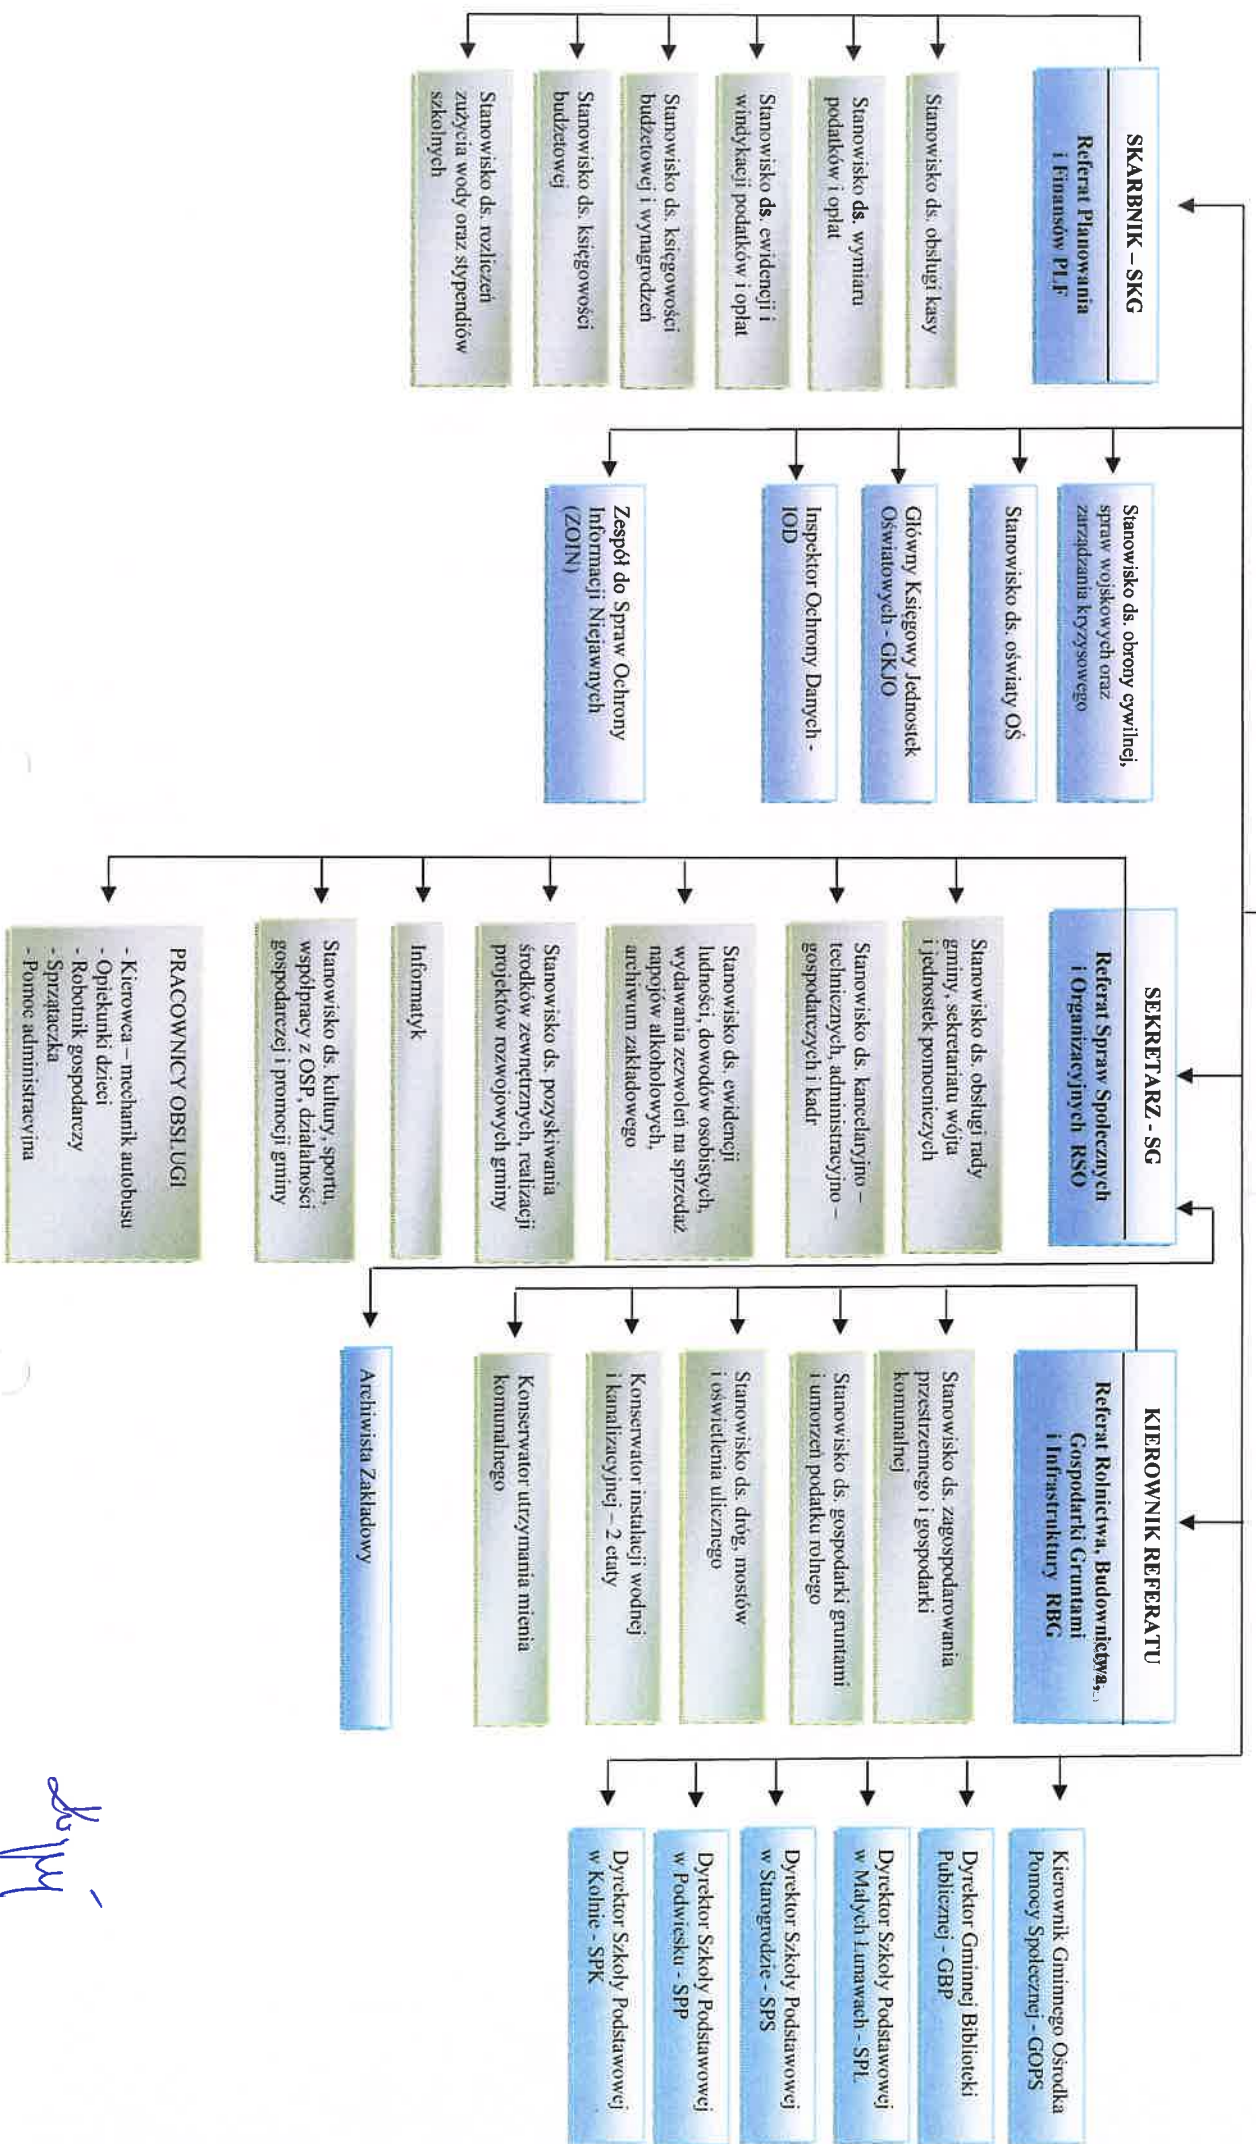 SKARBNIK – SKG
Referat Planowania
i Finansów PLF
Stanowisko ds. obsługi kasy
Stanowisko ds. wymiaru
podatków i opłat
Stanowisko ds. ewidencji i
windykacji podatków i opłat
Stanowisko ds. księgowości
budżetowej i wynagrodzeń
Stanowisko ds. księgowości
budżetowej
Stanowisko ds. rozliczeń
zużycia wody oraz stypendiów
szkolnych
Stanowisko ds. obrony cywilnej,
spraw wojskowych oraz
zarządzania kryzysowego
Stanowisko ds. oświaty OŚ
Główny Księgowy Jednostek
Oświatowych - GKJO
Inspektor Ochrony Danych -
IOD
Zespół do Spraw Ochrony
Informacji Niejawnych
(ZOIN)
SEKRETARZ - SG
Referat Spraw Społecznych
i Organizacyjnych RSO
Stanowisko ds. obsługi rady
gminy, sekretariatu wójta
i jednostek pomocniczych
Stanowisko ds. kancelaryjno –
technicznych, administracyjno –
gospodarczych i kadr
Stanowisko ds. ewidencji
ludności, dowodów osobistych,
wydawania zezwoleń na sprzedaż
napojów alkoholowych,
archiwum zakładowego
Stanowisko ds. pozyskiwania
środków zewnętrznych, realizacji
projektów rozwojowych gminy
Informatyk
Stanowisko ds. kultury, sportu,
współpracy z OSP, działalności
gospodarczej i promocji gminy
PRACOWNICY OBSŁUGI
- Kierowca – mechanik autobusu
- Opiekunki dzieci
- Robotnik gospodarczy
- Sprzątaczka
- Pomoc administracyjna
KIEROWNIK REFERATU
Referat Rolnictwa, Budownictwa,
Gospodarki Gruntami
i Infrastruktury RBG
Stanowisko ds. zagospodarowania
przestrzennego i gospodarki
komunalnej
Stanowisko ds. gospodarki gruntami
i umorzeń podatku rolnego
Stanowisko ds. dróg, mostów
i oświetlenia ulicznego
Konserwator instalacji wodnej
i kanalizacyjnej – 2 etaty
Konserwator utrzymania mienia
komunalnego
Archiwista Zakładowy
Kierownik Gminnego Ośrodka
Pomocy Społecznej - GOPS
Dyrektor Gminnej Biblioteki
Publicznej - GBP
Dyrektor Szkoły Podstawowej
w Małych Łunawach - SPŁ
Dyrektor Szkoły Podstawowej
w Starogrodzie - SPS
Dyrektor Szkoły Podstawowej
w Podwiesku - SPP
Dyrektor Szkoły Podstawowej
w Kolnie - SPK